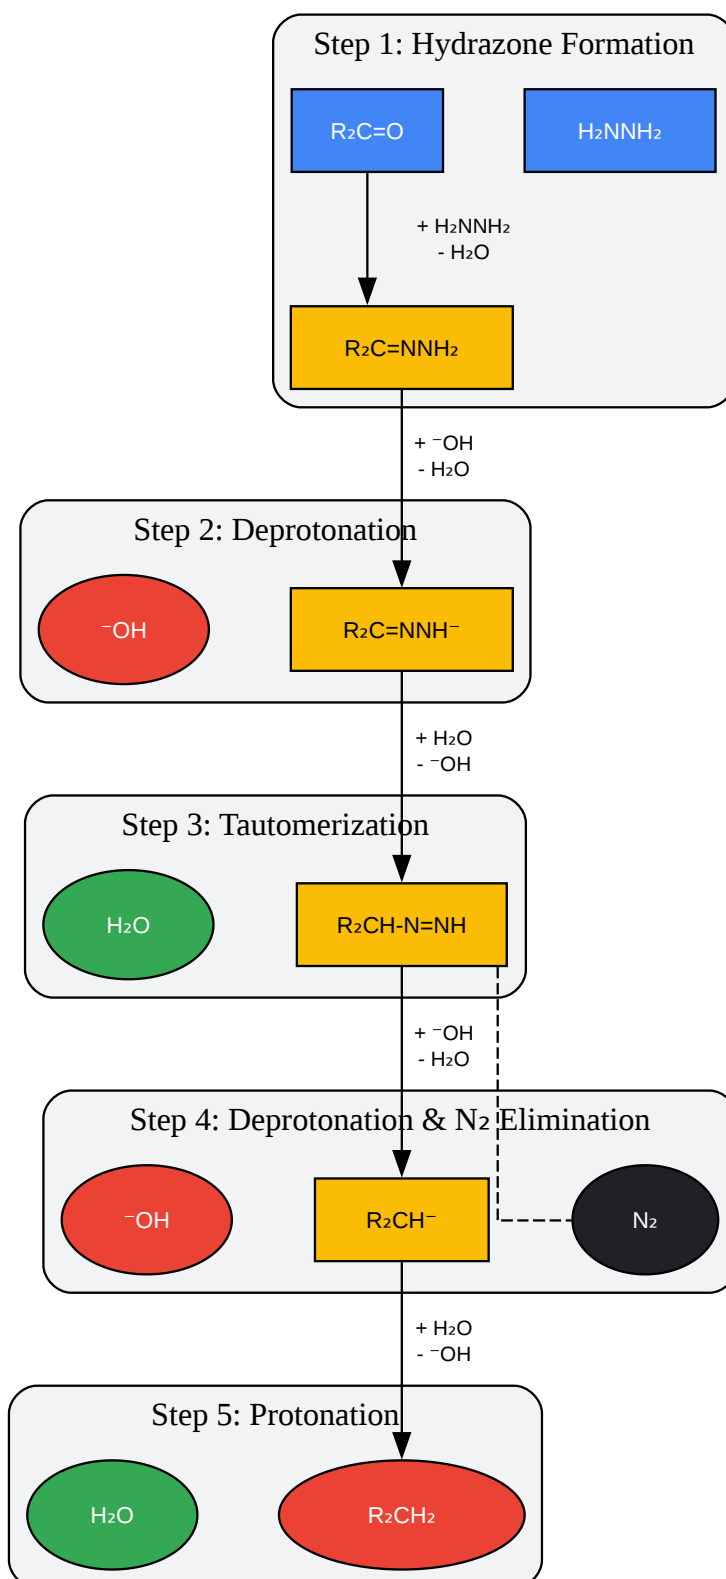 Step 1: Hydrazone Formation
R₂C=O
H₂NNH₂
+ H₂NNH₂
- H₂O
R₂C=NNH₂
+ ⁻OH
- H₂O
Step 2: Deprotonation
⁻OH
R₂C=NNH⁻
+ H₂O
- ⁻OH
Step 3: Tautomerization
H₂O
R₂CH-N=NH
+ ⁻OH
- H₂O
Step 4: Deprotonation & N₂ Elimination
⁻OH
R₂CH⁻
N₂
+ H₂O
- ⁻OH
Step 5: Protonation
H₂O
R₂CH₂